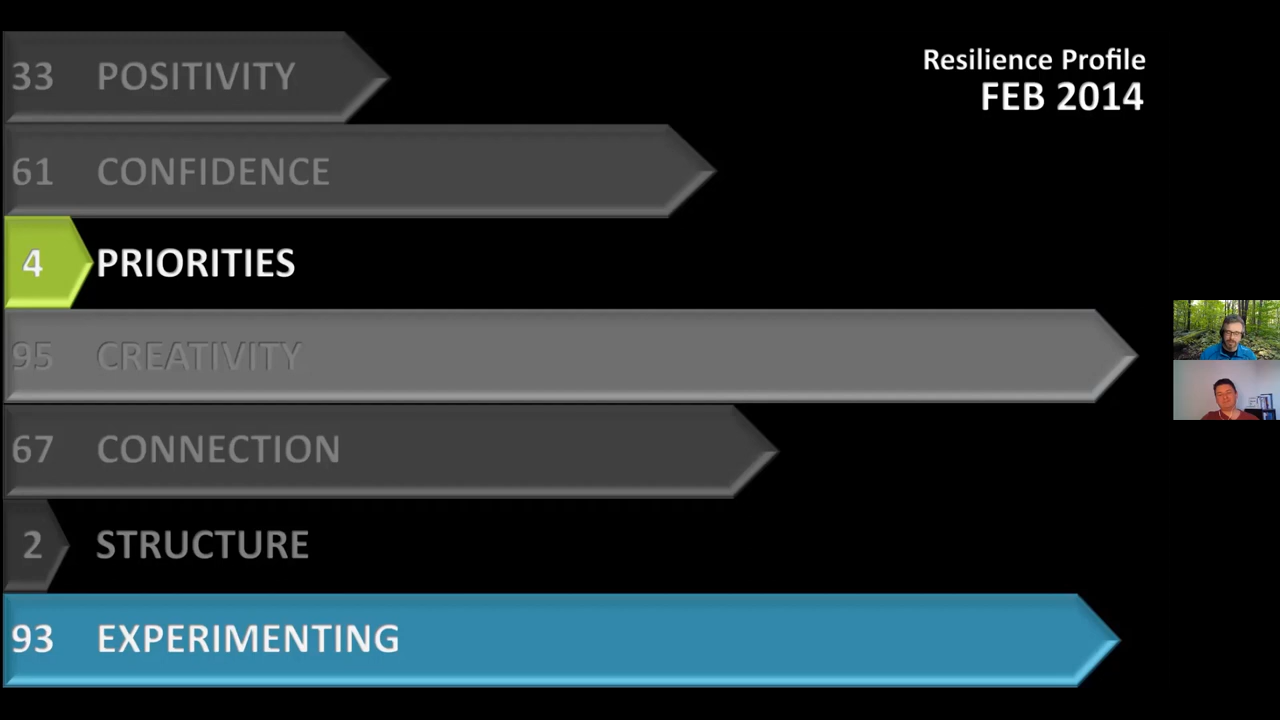 Resilience Profile
FEB 2014
33 POSITIVITY
61 CONFIDENCE
4 PRIORITIES
95 CREATIVITY
67 CONNECTION
2 STRUCTURE
93 EXPERIMENTING